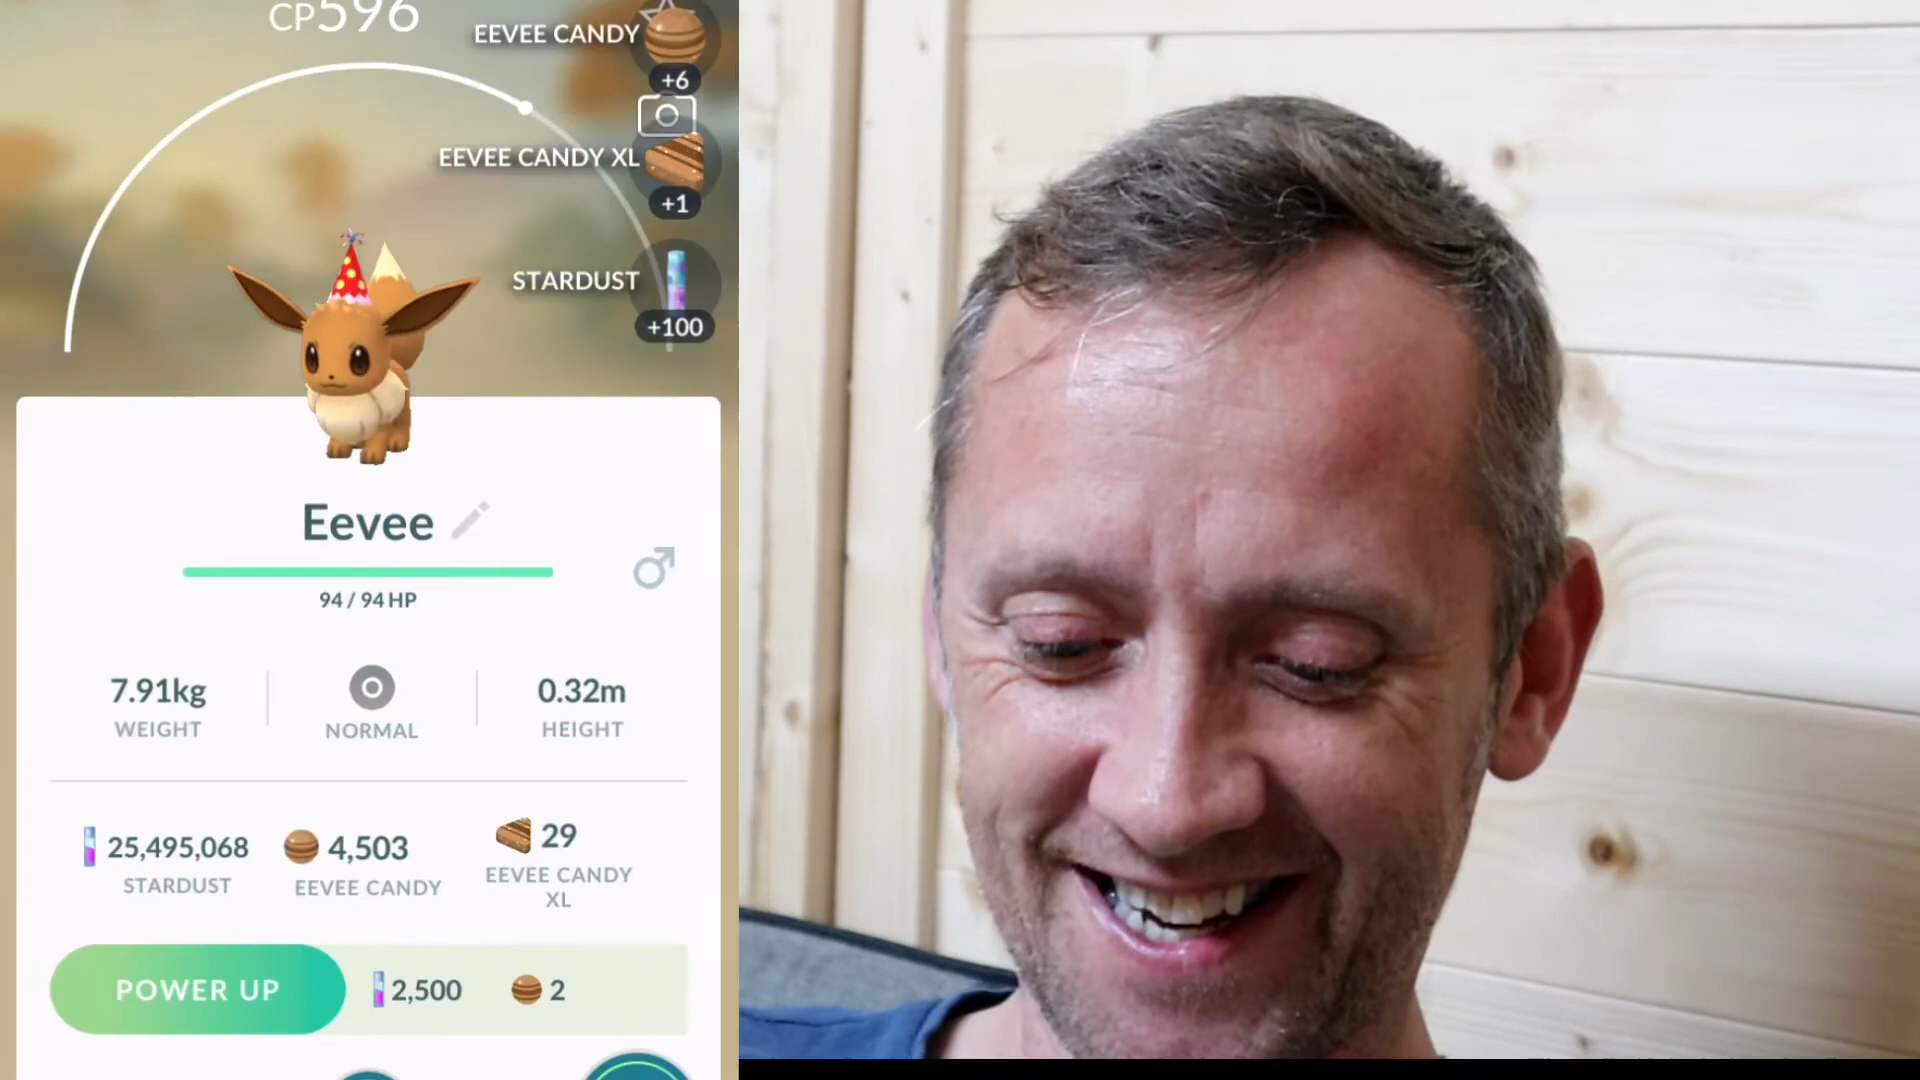 CP596
EEVEE CANDY
+6
EEVEE CANDY XL
+1
STARDUST
+100
Eevee
94 / 94 HP
7.91kg
WEIGHT
NORMAL
0.32m
HEIGHT
25,495,068
STARDUST
4,503
EEVEE CANDY
29
EEVEE CANDY
XL
POWER UP
2,500
2